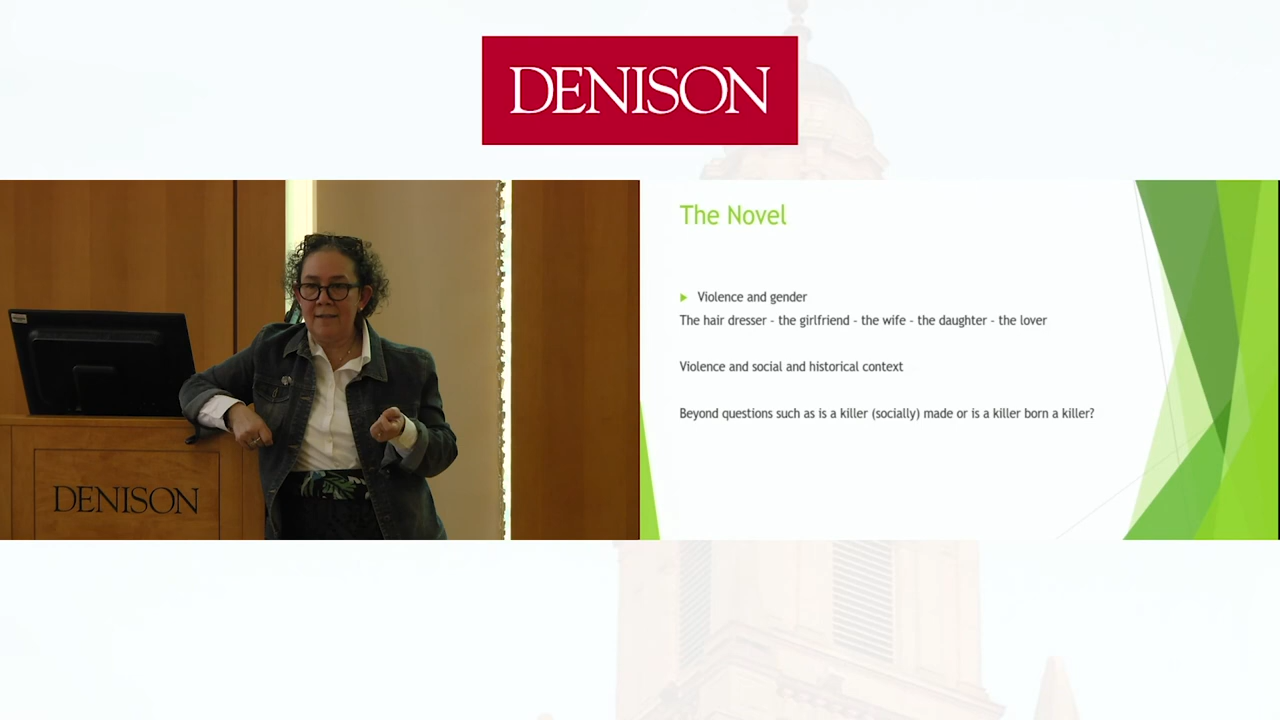 DENISON
The Novel
Violence and gender
The hair dresser - the girlfriend - the wife - the daughter - the lover
Violence and social and historical context
Beyond questions such as is a killer (socially) made or is a killer born a killer?
DENISON